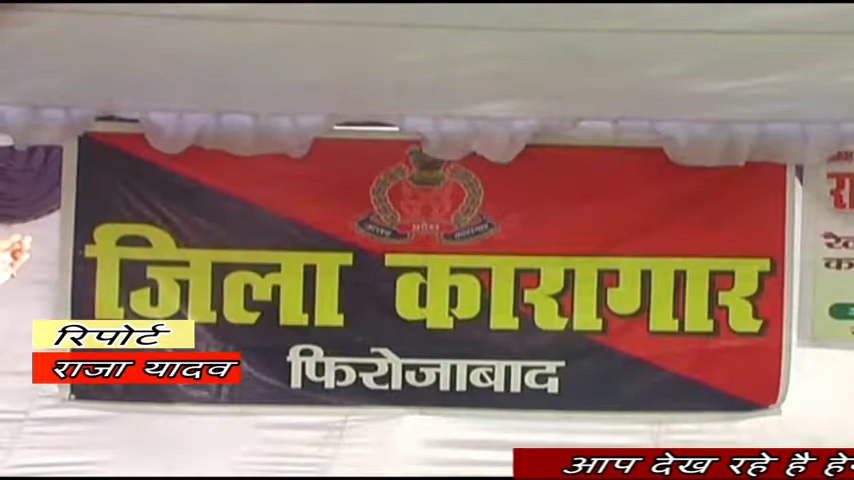 जिला कारागार
फिरोजाबाद
रिपोर्ट
राजा यादव
आप देख रहे है